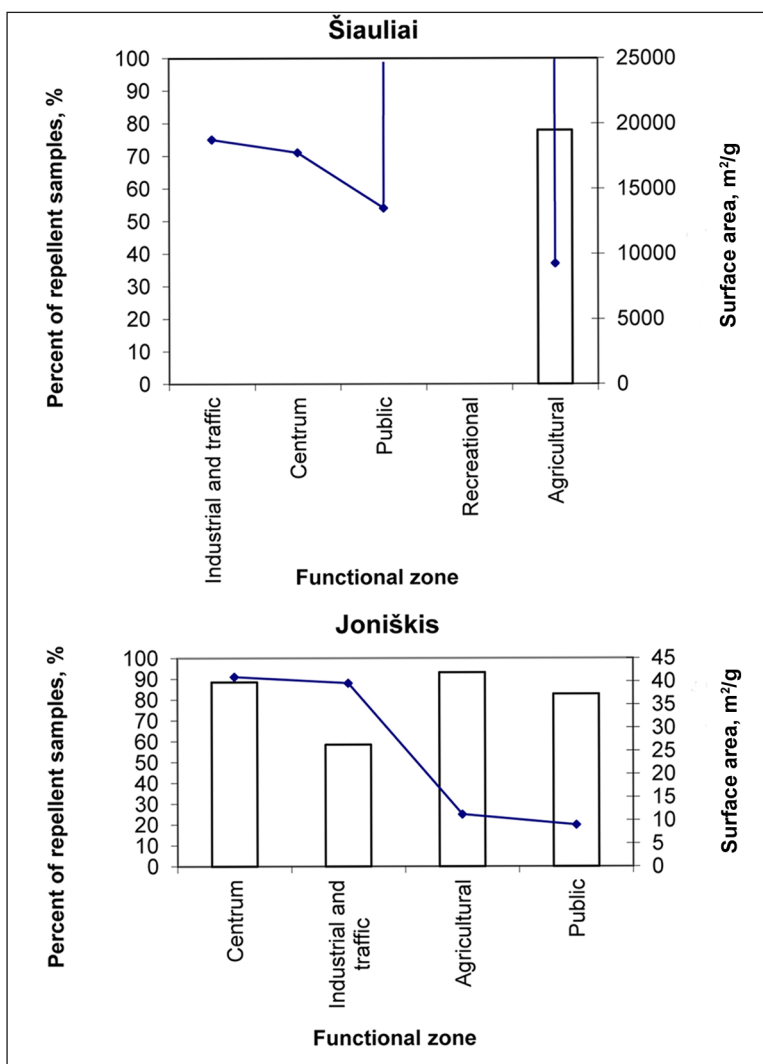 Šiauliai
Percent of repellent samples, %
100
90
80
70
60
50
40
30
20
10
0
25000
20000
15000
10000
5000
0
Surface area, m²/g
Industrial and traffic
Centrum
Public
Recreational
Agricultural
Functional zone
Joniškis
Percent of repellent samples, %
100
90
80
70
60
50
40
30
20
10
0
45
40
35
30
25
20
15
10
5
0
Surface area, m²/g
Centrum
Industrial and
traffic
Agricultural
Public
Functional zone